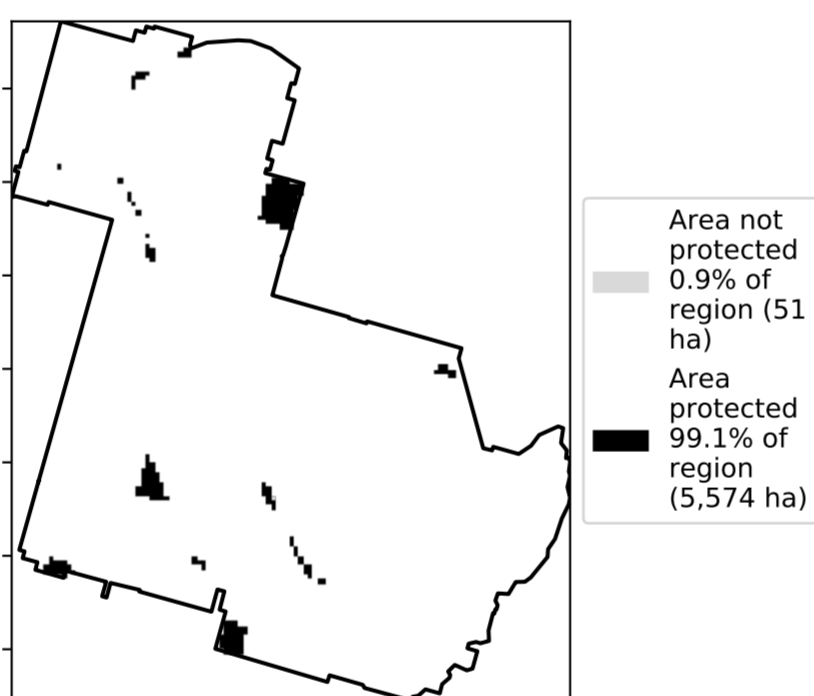 Area not
protected
0.9% of
region (51
ha)
Area
protected
99.1% of
region
(5,574 ha)